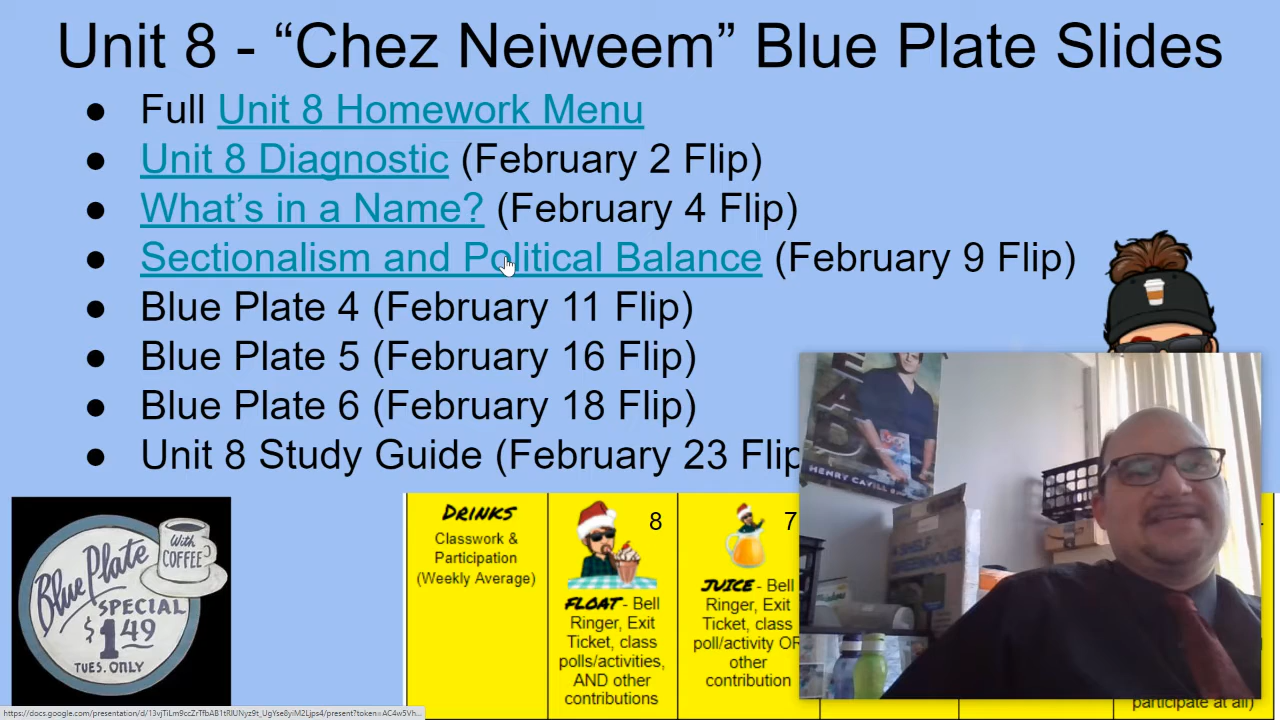 Unit 8 - “Chez Neiweem” Blue Plate Slides
● Full Unit 8 Homework Menu
● Unit 8 Diagnostic (February 2 Flip)
● What’s in a Name? (February 4 Flip)
● Sectionalism and Political Balance (February 9 Flip)
● Blue Plate 4 (February 11 Flip)
● Blue Plate 5 (February 16 Flip)
● Blue Plate 6 (February 18 Flip)
● Unit 8 Study Guide (February 23 Flip
EAD
HENRY CAVILL
Blue Plate
With
COFFEE
SPECIAL
$1 49
TUES. ONLY
DRINKS
Classwork &
Participation
(Weekly Average)
8
FLOAT - Bell
Ringer, Exit
Ticket, class
polls/activities,
AND other
contributions
7
JUICE - Bell
Ringer, Exit
Ticket, class
poll/activity OR
other
contribution
participate at all)